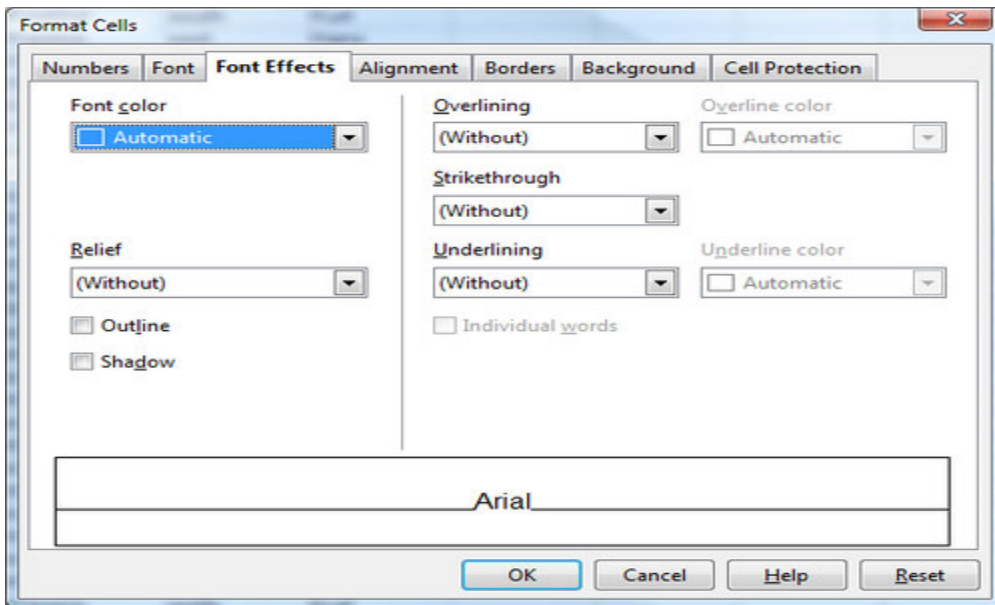 Format Cells
Numbers Font Font Effects Alignment Borders Background Cell Protection
Font color
Automatic
Overlining
(Without)
Overline color
Automatic
Strikethrough
(Without)
Relief
(Without)
Underlining
(Without)
Underline color
Automatic
Outline
Individual words
Shadow
Arial
OK Cancel Help Reset